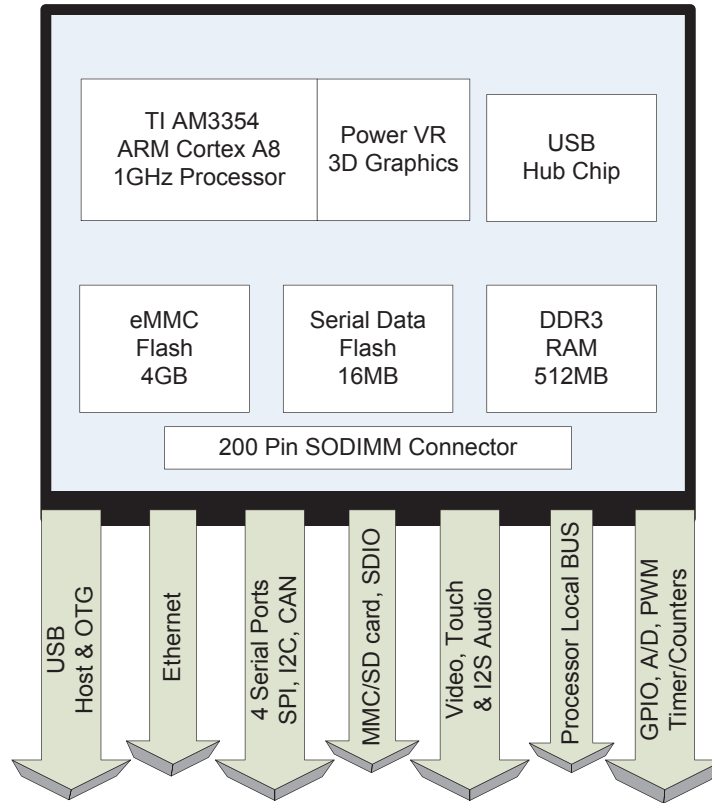 TI AM3354
ARM Cortex A8
1GHz Processor
Power VR
3D Graphics
USB
Hub Chip
eMMC
Flash
4GB
Serial Data
Flash
16MB
DDR3
RAM
512MB
200 Pin SODIMM Connector
USB
Host & OTG
Ethernet
4 Serial Ports
SPI, I2C, CAN
MMC/SD card, SDIO
Video, Touch
& I2S Audio
Processor Local BUS
GPIO, A/D, PWM
Timer/Counters